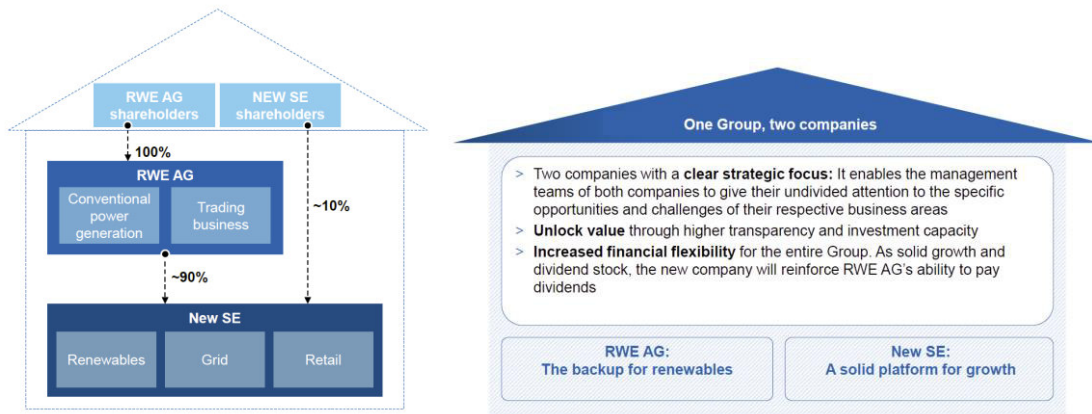 RWE AG
shareholders
NEW SE
shareholders
100%
RWE AG
Conventional
power
generation
Trading
business
~10%
~90%
New SE
Renewables
Grid
Retail
One Group, two companies
> Two companies with a clear strategic focus: It enables the management
teams of both companies to give their undivided attention to the specific
opportunities and challenges of their respective business areas
> Unlock value through higher transparency and investment capacity
> Increased financial flexibility for the entire Group. As solid growth and
dividend stock, the new company will reinforce RWE AG's ability to pay
dividends
RWE AG:
The backup for renewables
New SE:
A solid platform for growth